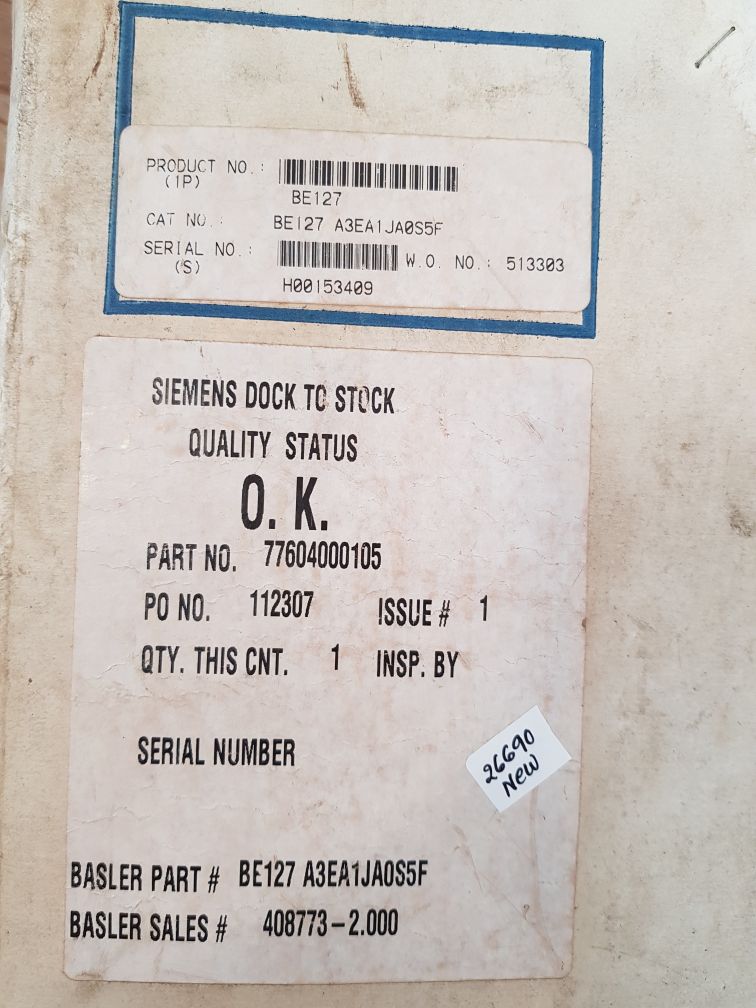 PRODUCT NO. :
(1P)
BE127
CAT NO. : BE127 A3EA1JA0S5F
SERIAL NO. : W.O. NO. : 513303
(S)
H00153409
SIEMENS DOCK TO STOCK
QUALITY STATUS
O.K.
PART NO. 77604000105
PO NO. 112307 ISSUE # 1
QTY. THIS CNT. 1 INSP. BY
SERIAL NUMBER
26690
New
BASLER PART # BE127 A3EA1JA0S5F
BASLER SALES # 408773-2.000